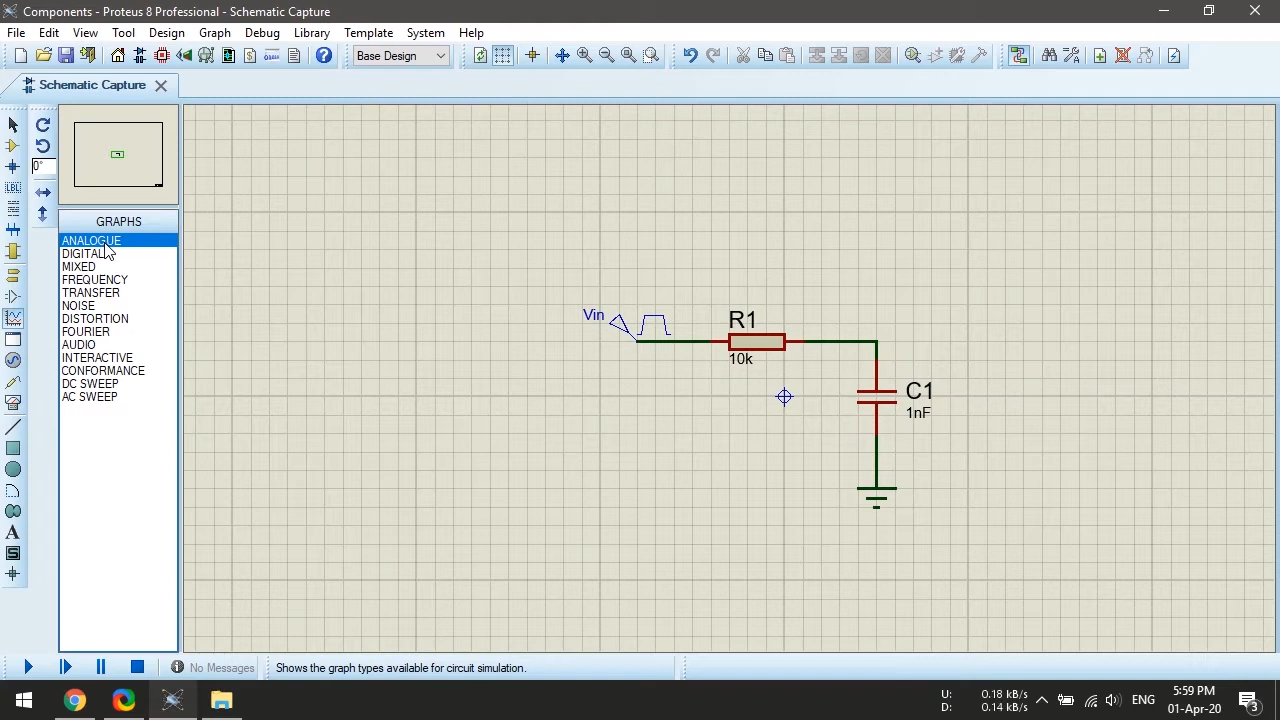 Components - Proteus 8 Professional - Schematic Capture
File Edit View Tool Design Graph Debug Library Template System Help
Base Design
Schematic Capture
0°
LBL
GRAPHS
ANALOGUE
DIGITAL
MIXED
FREQUENCY
TRANSFER
NOISE
DISTORTION
FOURIER
AUDIO
INTERACTIVE
CONFORMANCE
DC SWEEP
AC SWEEP
A
S
Vin
R1
10k
C1
1nF
No Messages
Shows the graph types available for circuit simulation.
U: 0.18 kB/s
D: 0.14 kB/s
ENG
5:59 PM
01-Apr-20
3